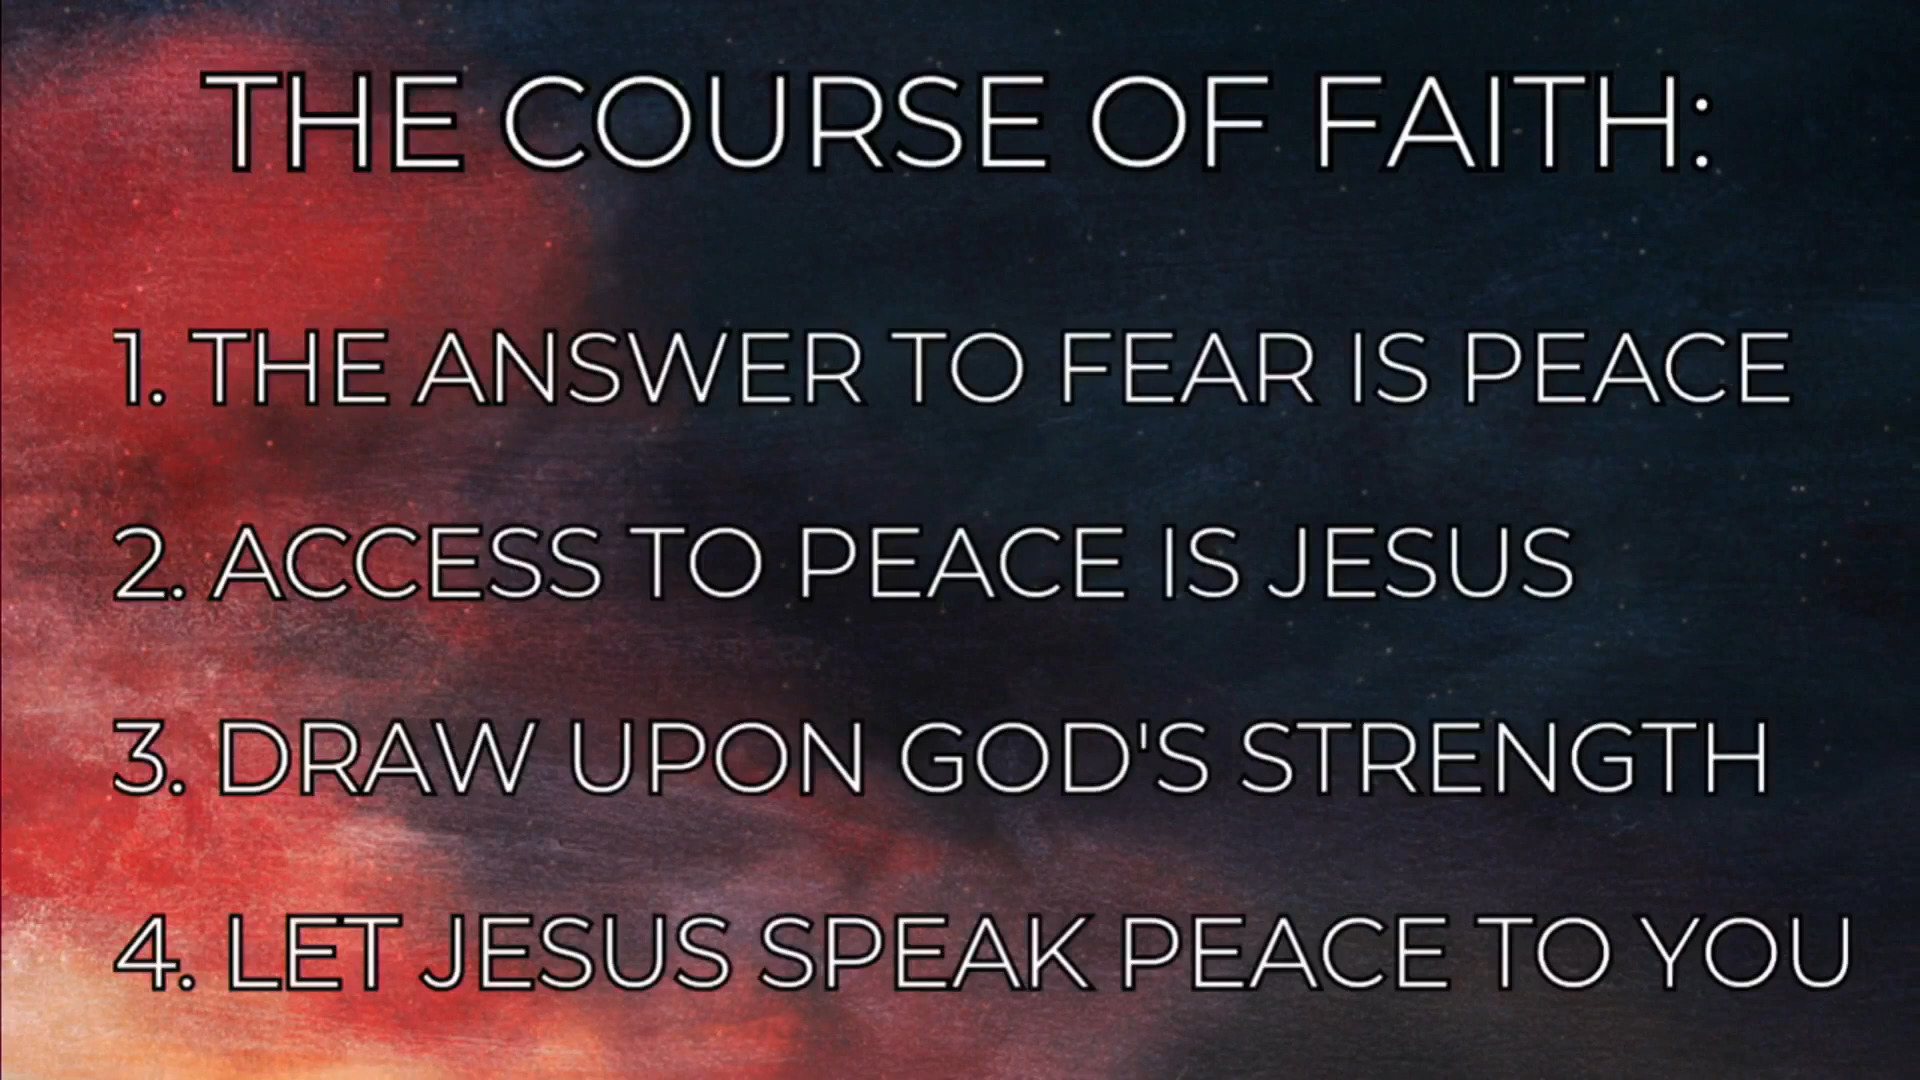 THE COURSE OF FAITH:
1. THE ANSWER TO FEAR IS PEACE
2. ACCESS TO PEACE IS JESUS
3. DRAW UPON GOD'S STRENGTH
4. LET JESUS SPEAK PEACE TO YOU